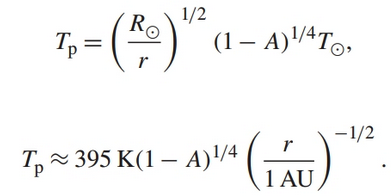 T_p = (R_⊙ / r)^{1/2} (1 − A)^{1/4} T_⊙,
T_p ≈ 395 K(1 − A)^{1/4} (r / 1 AU)^{−1/2}.